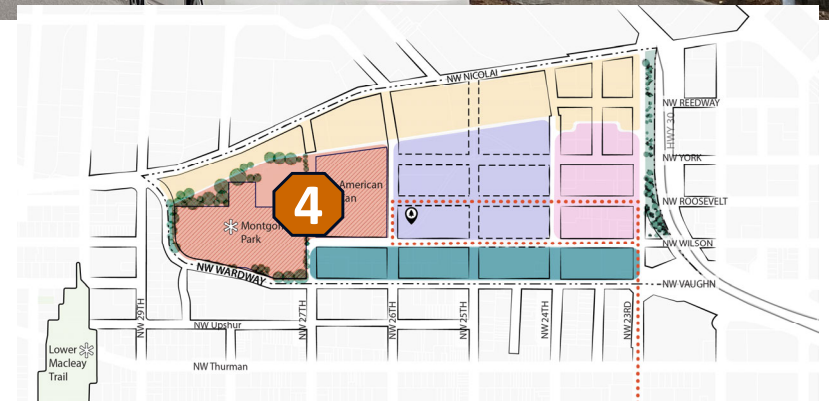 NW NICOLAI
NW REEDWAY
HWY 30
NW YORK
NW ROOSEVELT
4
American
Park
NW WILSON
NW WARDWAY
NW VAUGHN
NW 29TH
NW 27TH
NW 26TH
NW 25TH
NW 24TH
NW 23RD
NW Upshur
Lower
Macleay
Trail
NW Thurman